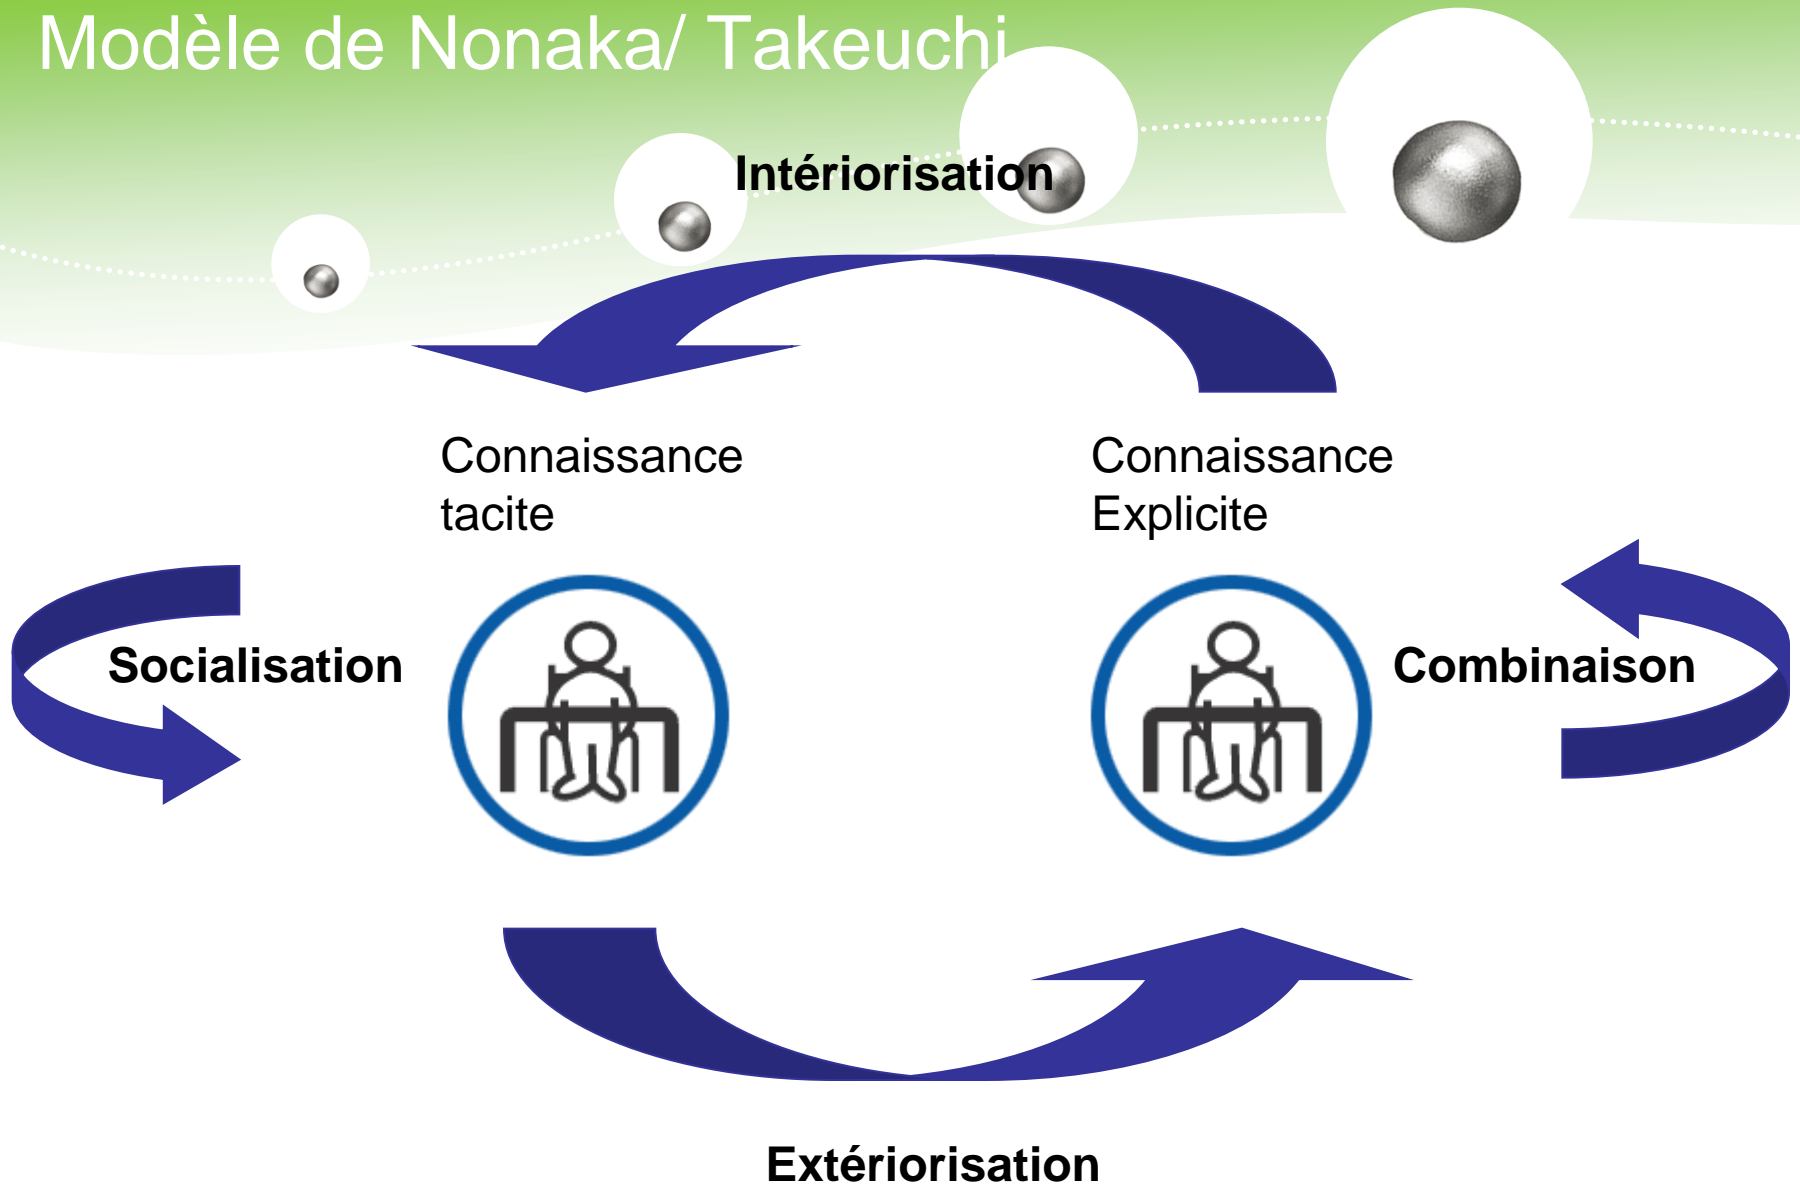 Modèle de Nonaka/ Takeuchi
Intériorisation
Connaissance
tacite
Connaissance
Explicite
Socialisation
Combinaison
Extériorisation